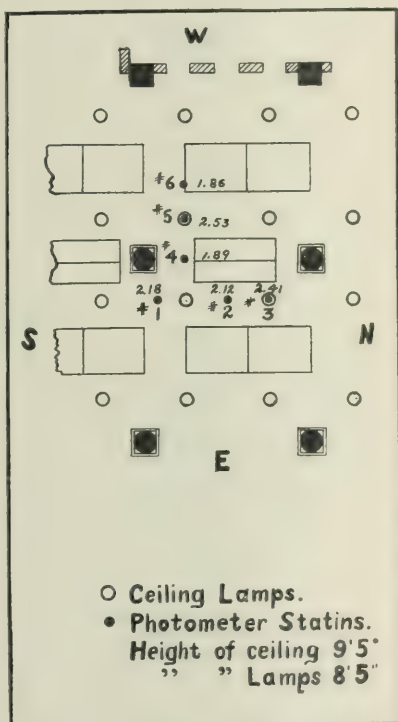 W
#6 1.86
#5 2.53
#4 1.89
2.18 2.12 2.41
#1 #2 #3
S
N
E
Ceiling Lamps.
Photometer Statins.
Height of ceiling 9'5"
" " Lamps 8'5"